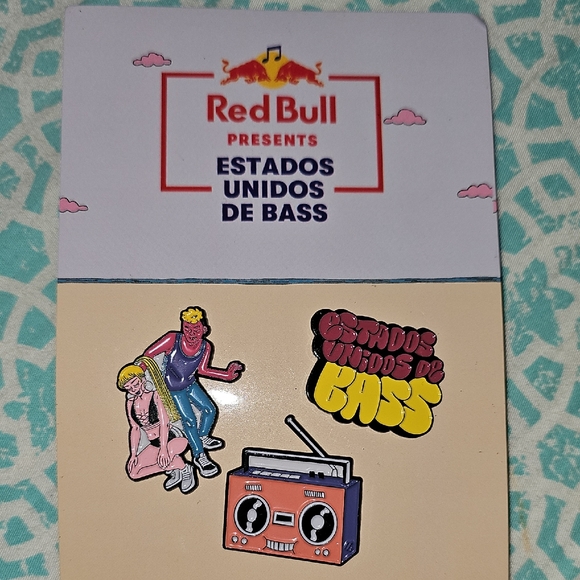 Red Bull
PRESENTS
ESTADOS
UNIDOS
DE BASS
ESTADOS
UNIDOS DE
BASS